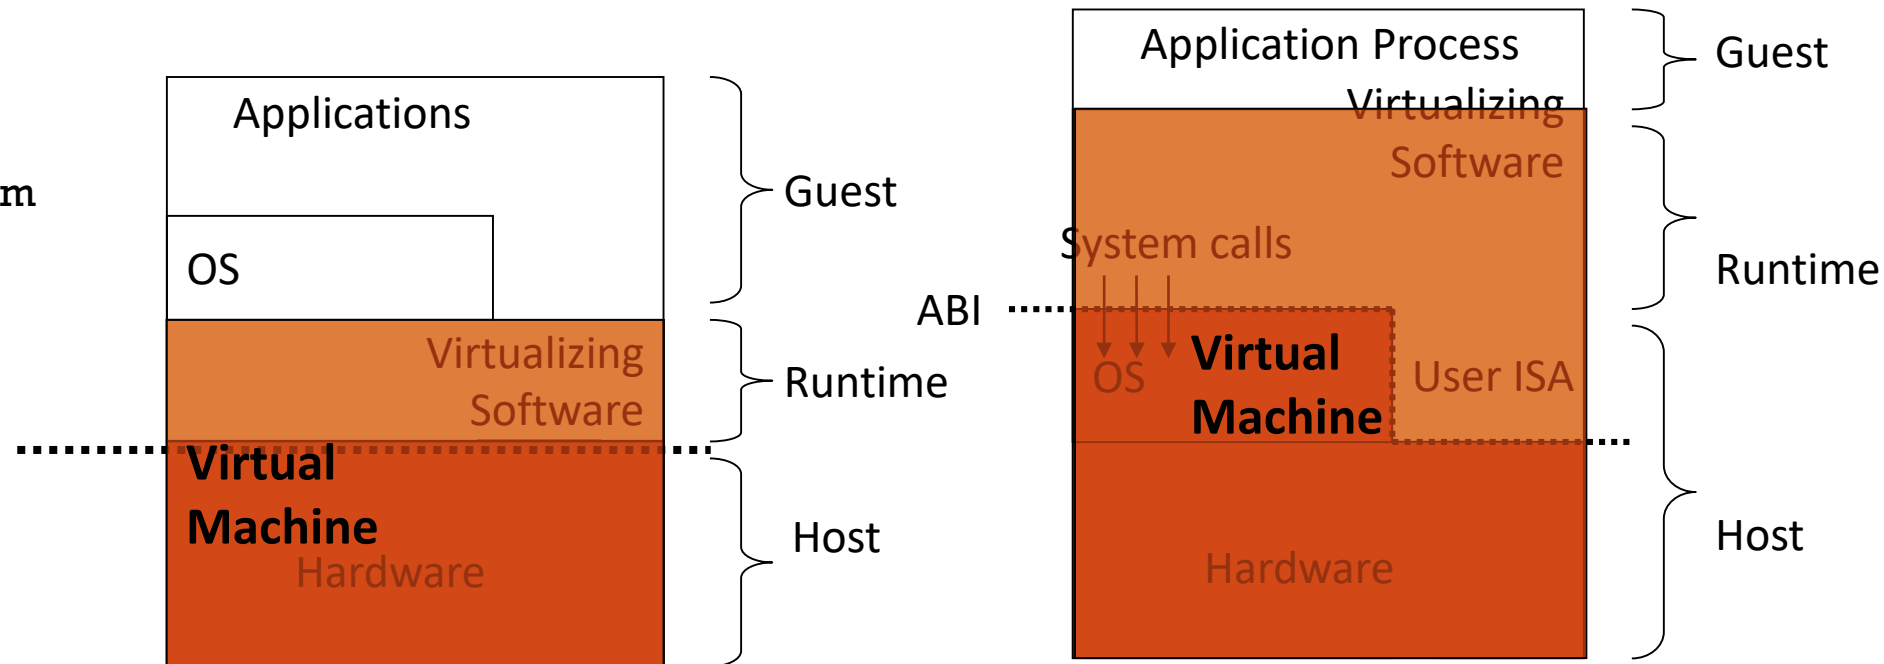 m
Applications
OS
Virtualizing
Software
Virtual
Machine
Hardware
Guest
Runtime
Host
Application Process
Virtualizing
Software
System calls
ABI
OS
Virtual
Machine
User ISA
Hardware
Guest
Runtime
Host